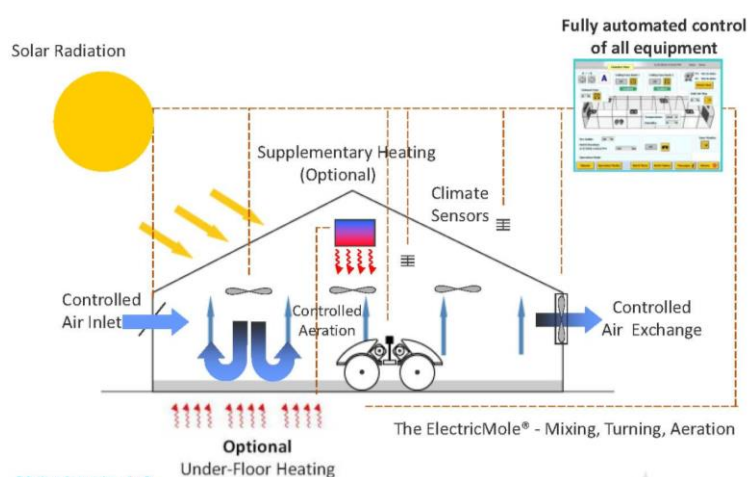 Fully automated control
of all equipment
Solar Radiation
Supplementary Heating
(Optional)
Climate
Sensors
Controlled
Air Inlet
Controlled
Aeration
Controlled
Air Exchange
The ElectricMole® - Mixing, Turning, Aeration
Optional
Under-Floor Heating